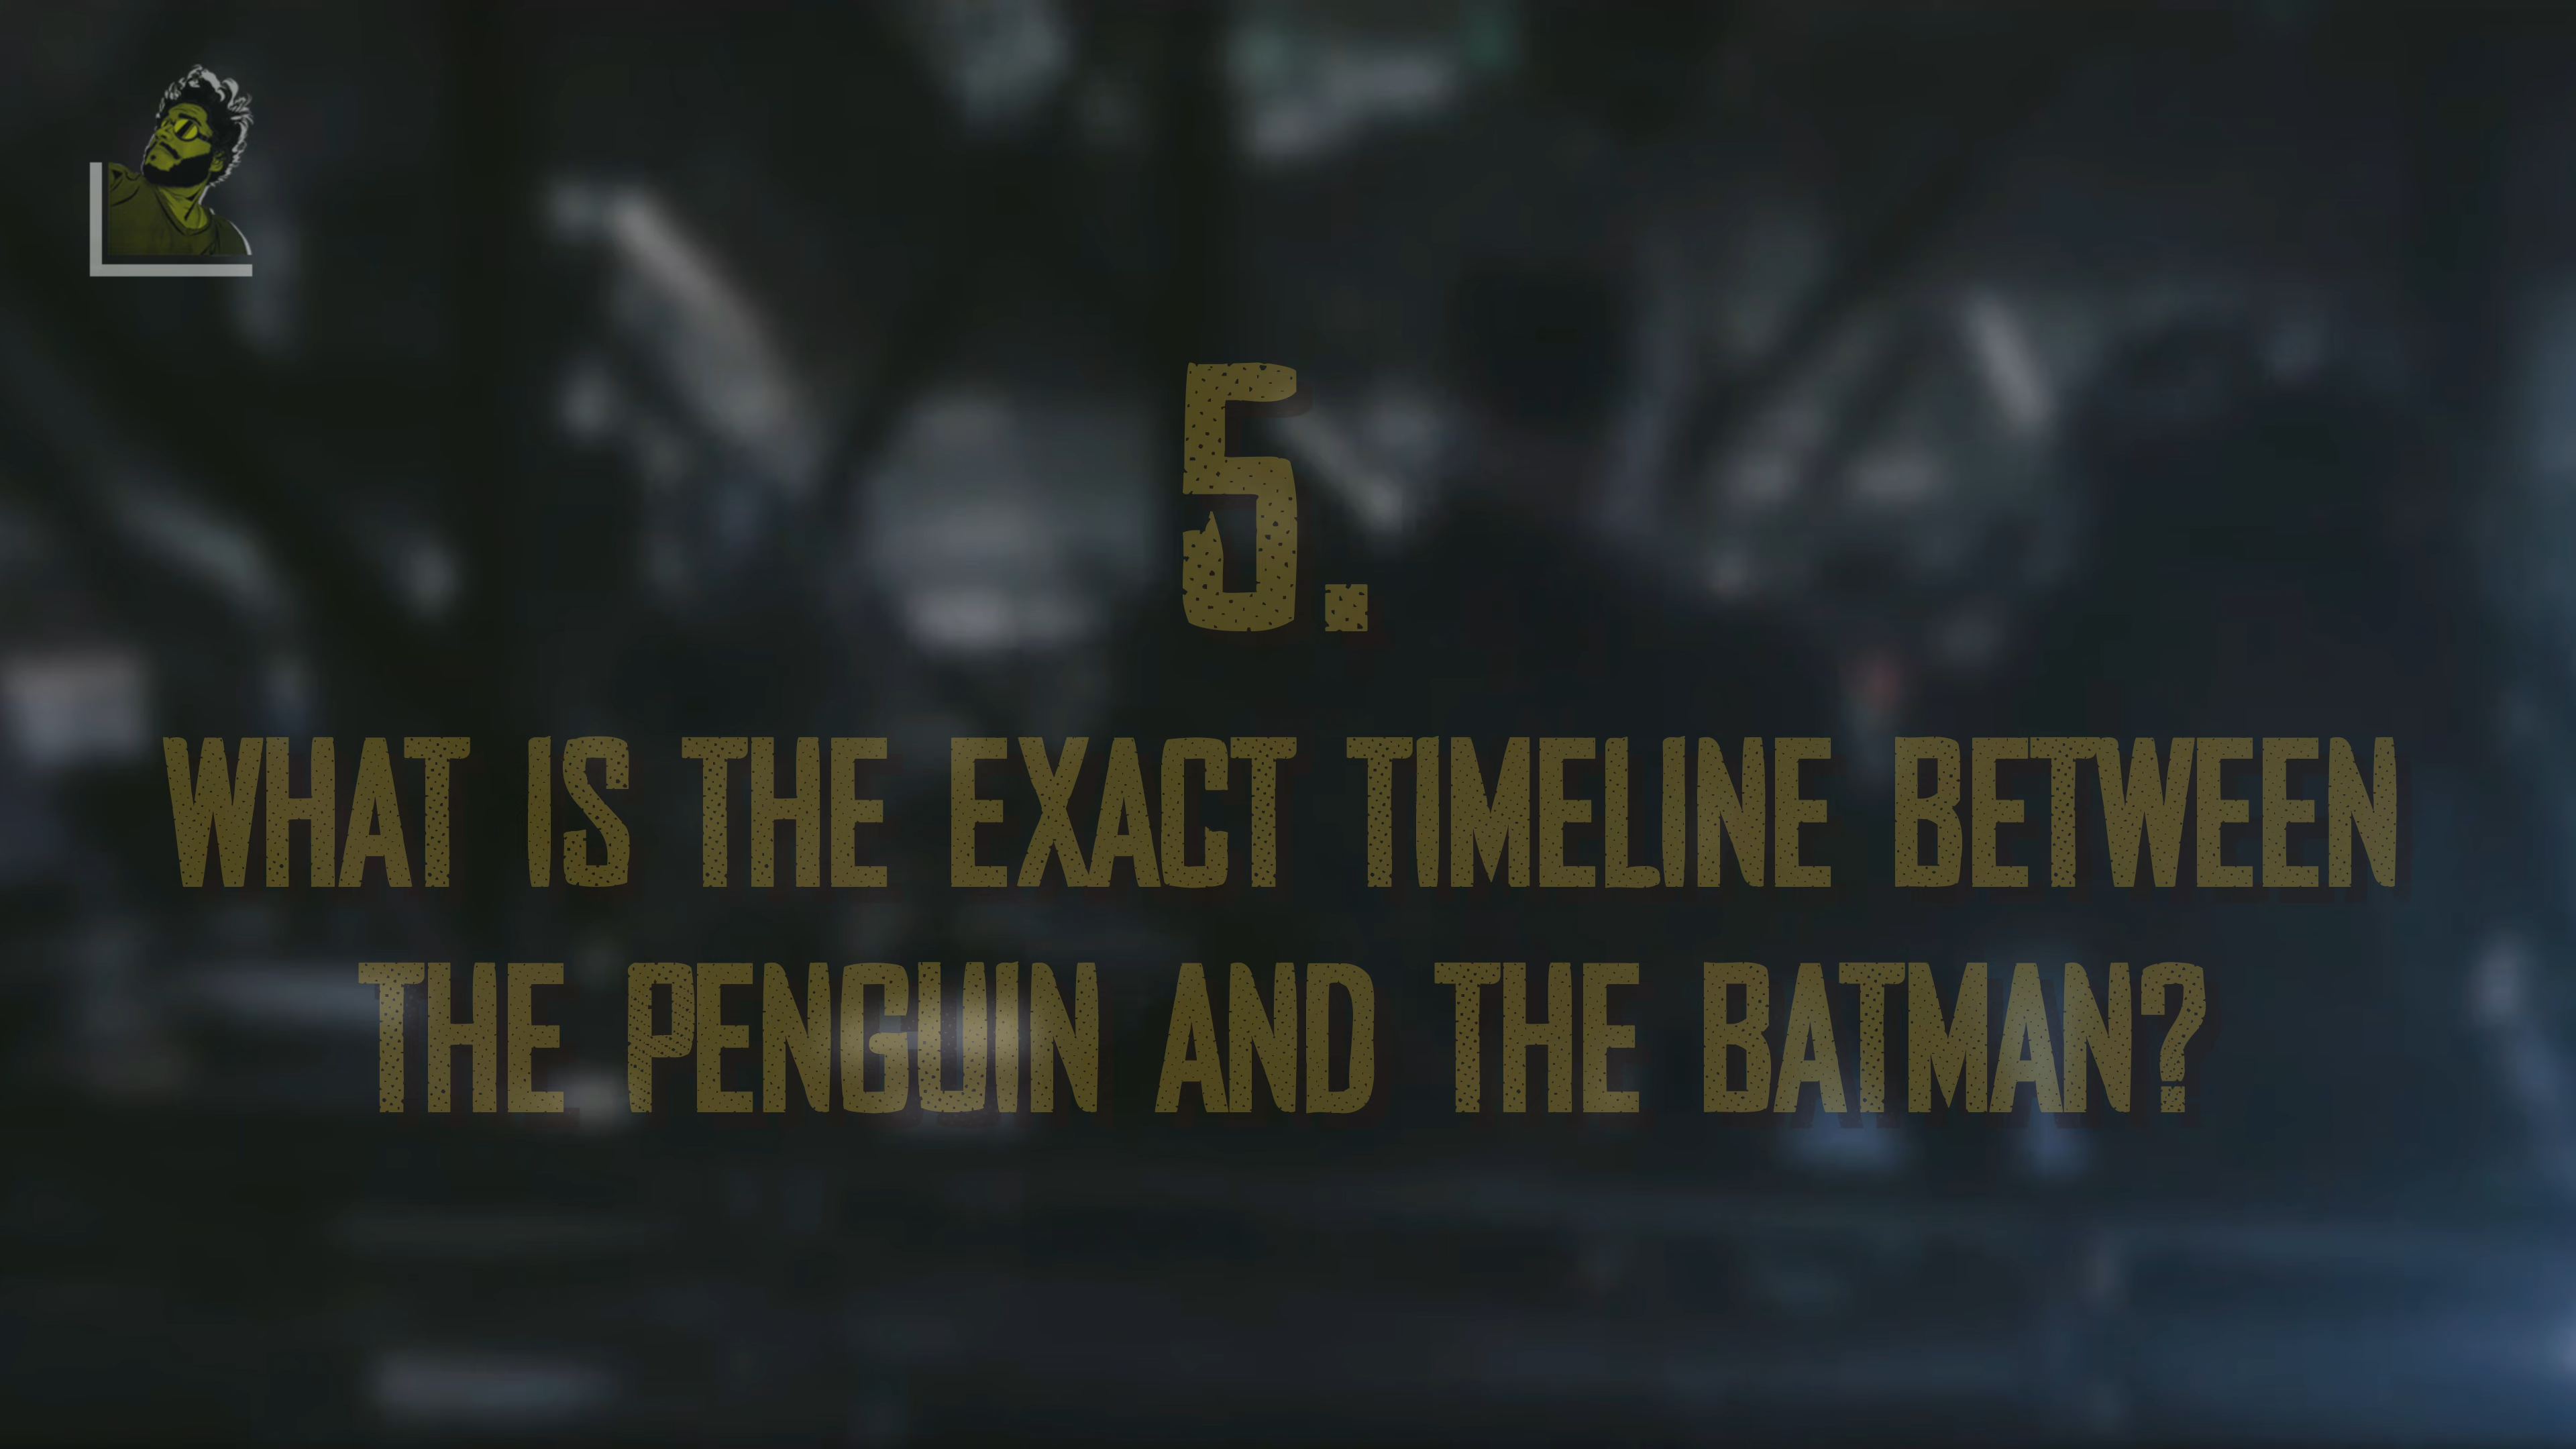 5.
WHAT IS THE EXACT TIMELINE BETWEEN
THE PENGUIN AND THE BATMAN?